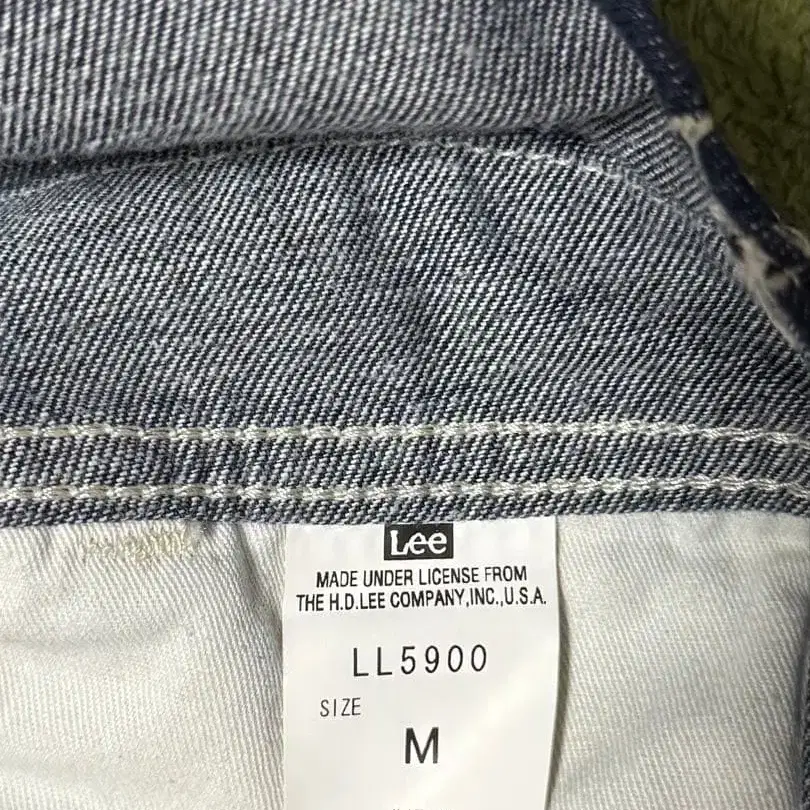 Lee
MADE UNDER LICENSE FROM
THE H.D.LEE COMPANY,INC.,U.S.A.
LL5900
SIZE
M